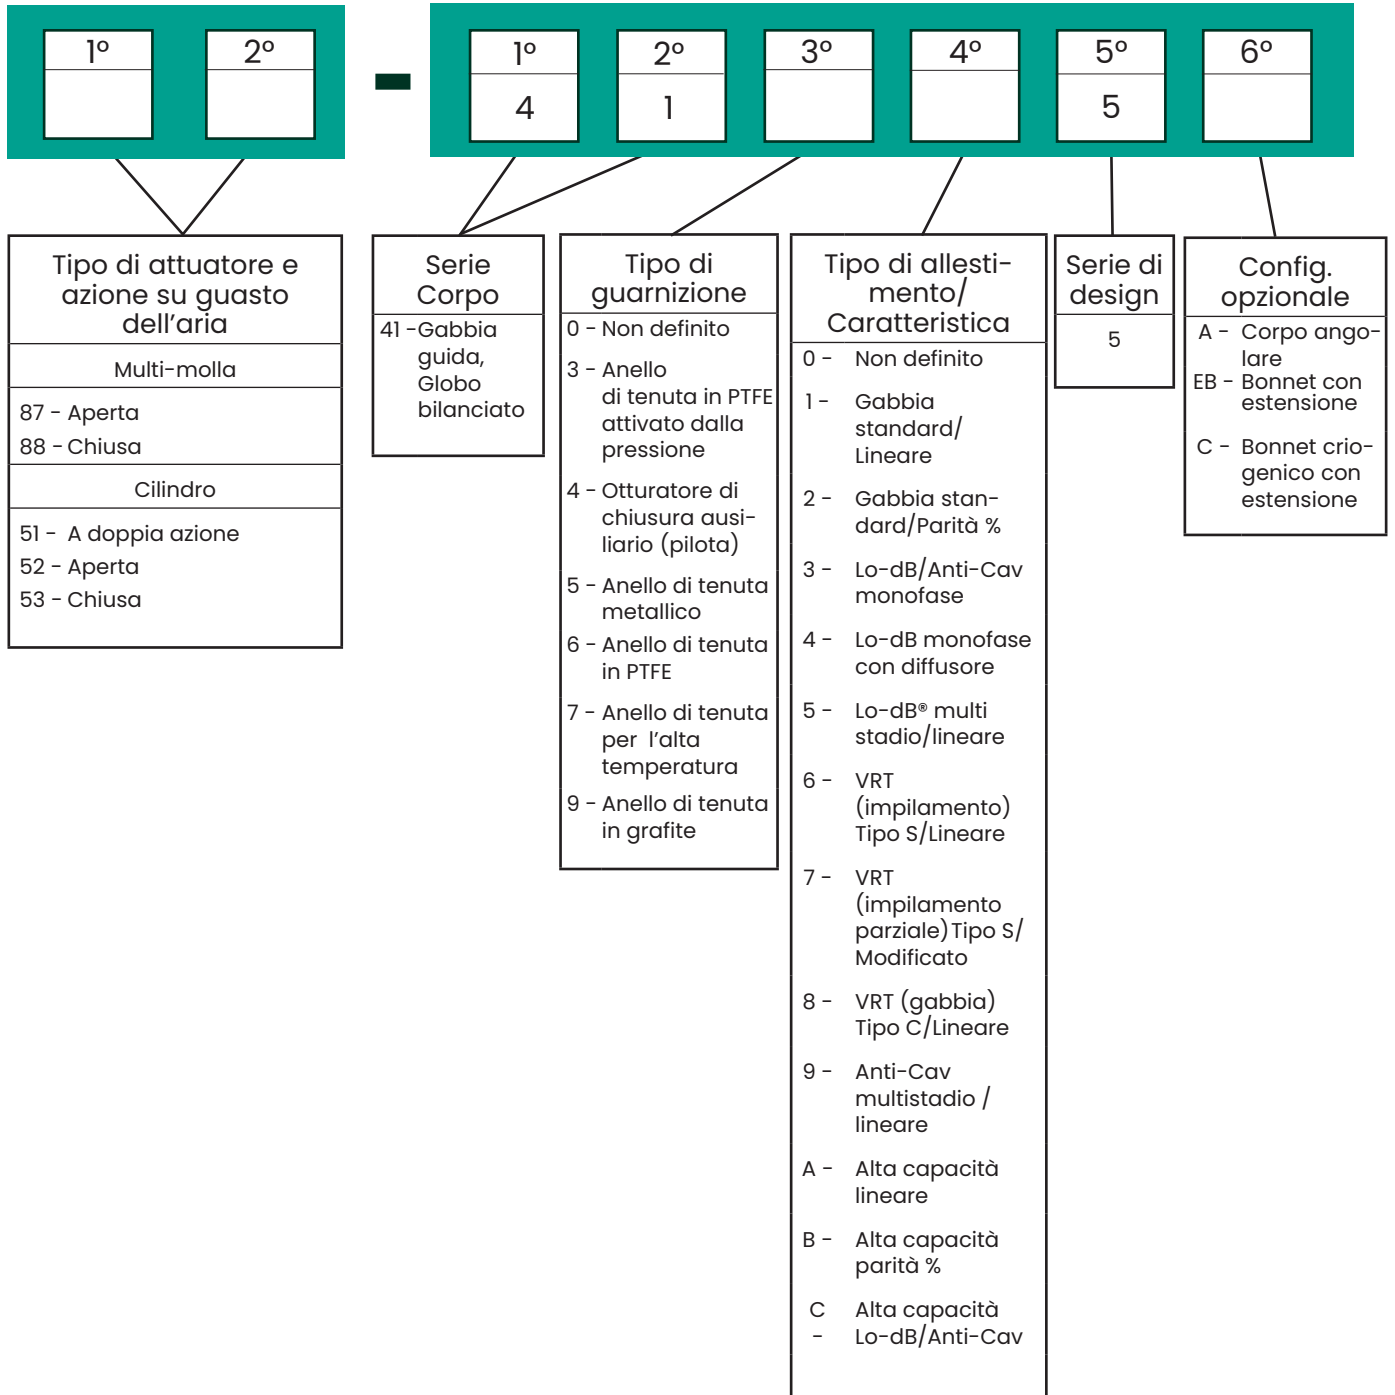 1º
2º
-
1º
2º
3º
4º
5º
6º
4
1
5
Tipo di attuatore e
azione su guasto
dell’aria
Multi-molla
87 - Aperta
88 - Chiusa
Cilindro
51 - A doppia azione
52 - Aperta
53 - Chiusa
Serie
Corpo
41 -Gabbia
guida,
Globo
bilanciato
Tipo di
guarnizione
0 - Non definito
3 - Anello
di tenuta in PTFE
attivato dalla
pressione
4 - Otturatore di
chiusura ausi-
liario (pilota)
5 - Anello di tenuta
metallico
6 - Anello di tenuta
in PTFE
7 - Anello di tenuta
per l’alta
temperatura
9 - Anello di tenuta
in grafite
Tipo di allesti-
mento/
Caratteristica
0 - Non definito
1 - Gabbia
standard/
Lineare
2 - Gabbia stan-
dard/Parità %
3 - Lo-dB/Anti-Cav
monofase
4 - Lo-dB monofase
con diffusore
5 - Lo-dB® multi
stadio/lineare
6 - VRT
(impilamento)
Tipo S/Lineare
7 - VRT
(impilamento
parziale) Tipo S/
Modificato
8 - VRT (gabbia)
Tipo C/Lineare
9 - Anti-Cav
multistadio /
lineare
A - Alta capacità
lineare
B - Alta capacità
parità %
C Alta capacità
- Lo-dB/Anti-Cav
Serie di
design
5
Config.
opzionale
A - Corpo ango-
lare
EB - Bonnet con
estensione
C - Bonnet crio-
genico con
estensione